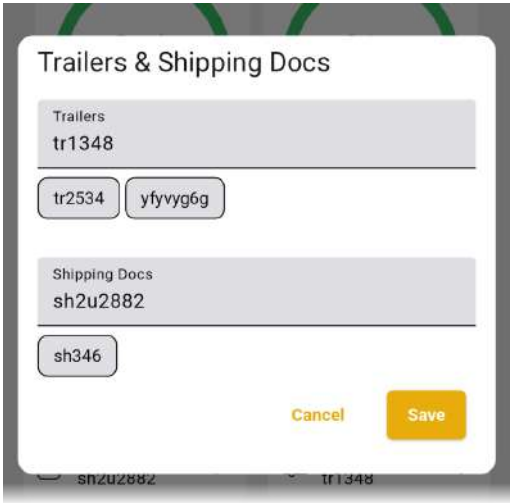 Trailers & Shipping Docs
Trailers
tr1348
tr2534 yfyvyg6g
Shipping Docs
sh2u2882
sh346
Cancel Save
sh2u2882 tr1348